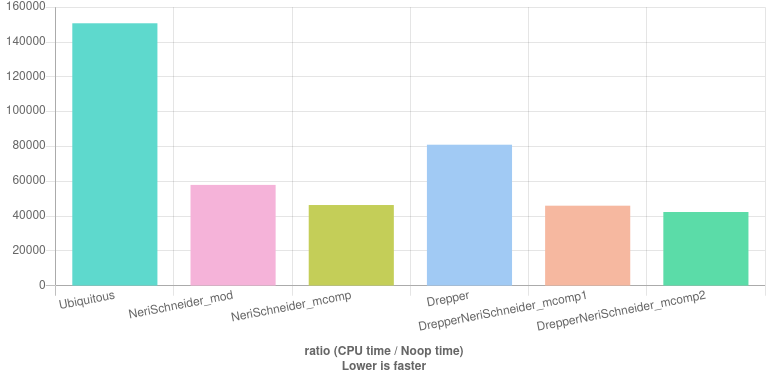 160000
140000
120000
100000
80000
60000
40000
20000
0
Ubiquitous
NeriSchneider_mod
NeriSchneider_mcomp
Drepper
DrepperNeriSchneider_mcomp1
DrepperNeriSchneider_mcomp2
ratio (CPU time / Noop time)
Lower is faster